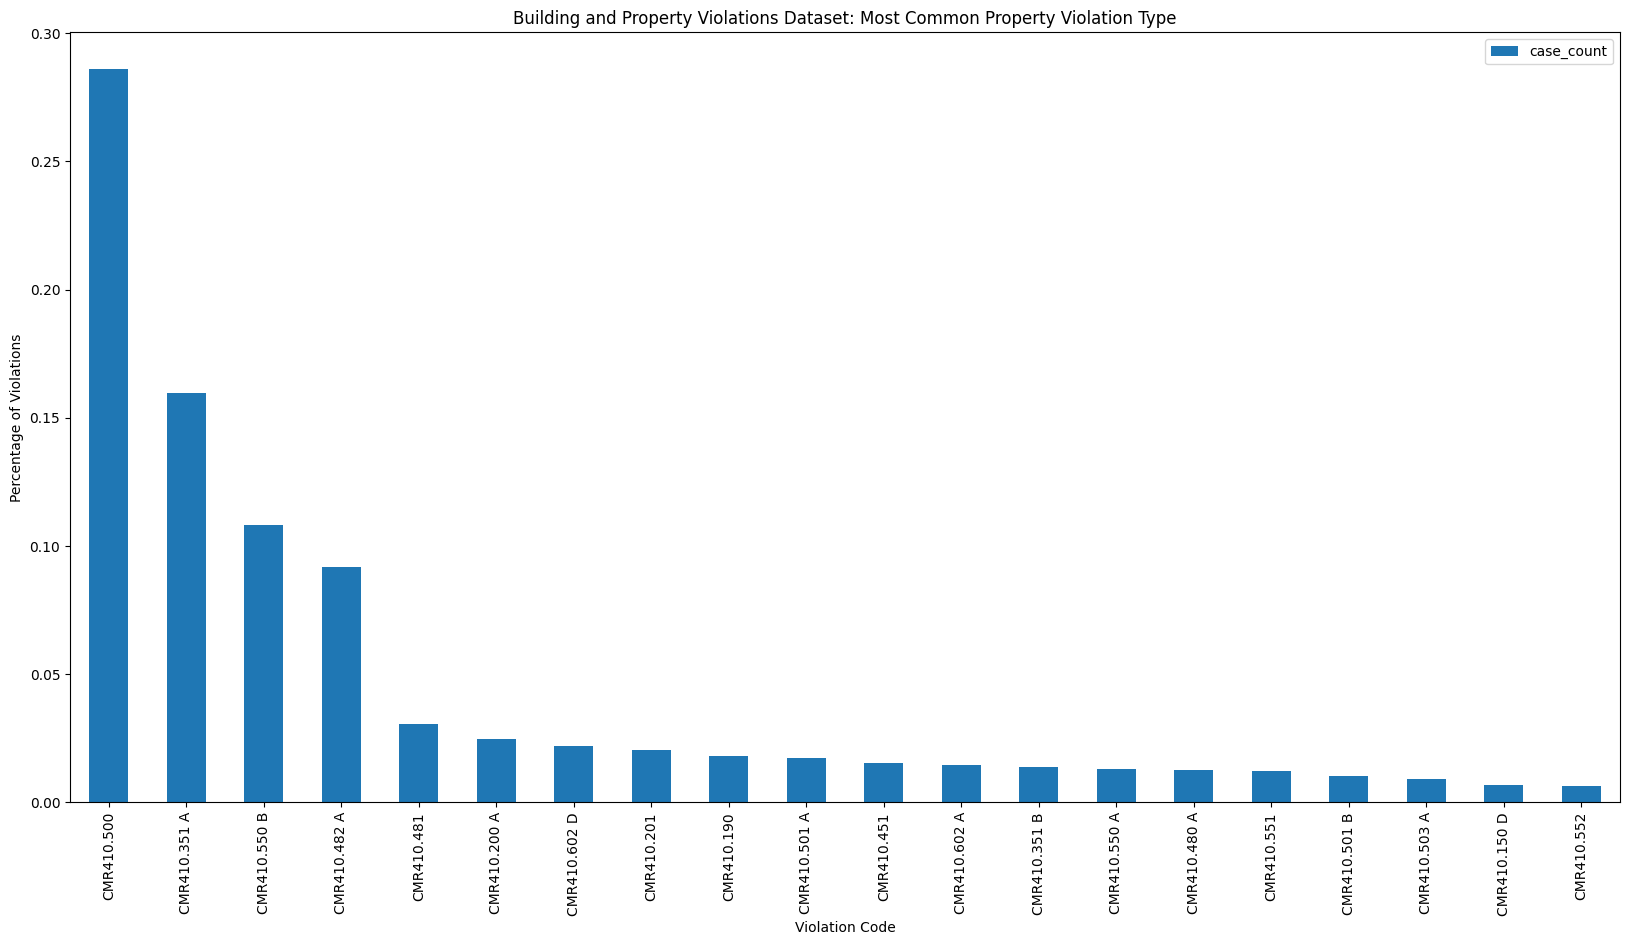 Building and Property Violations Dataset: Most Common Property Violation Type
case_count
Percentage of Violations
0.30
0.25
0.20
0.15
0.10
0.05
0.00
CMR410.500
CMR410.351 A
CMR410.550 B
CMR410.482 A
CMR410.481
CMR410.200 A
CMR410.602 D
CMR410.201
CMR410.190
CMR410.501 A
CMR410.451
CMR410.602 A
CMR410.351 B
CMR410.550 A
CMR410.480 A
CMR410.551
CMR410.501 B
CMR410.503 A
CMR410.150 D
CMR410.552
Violation Code